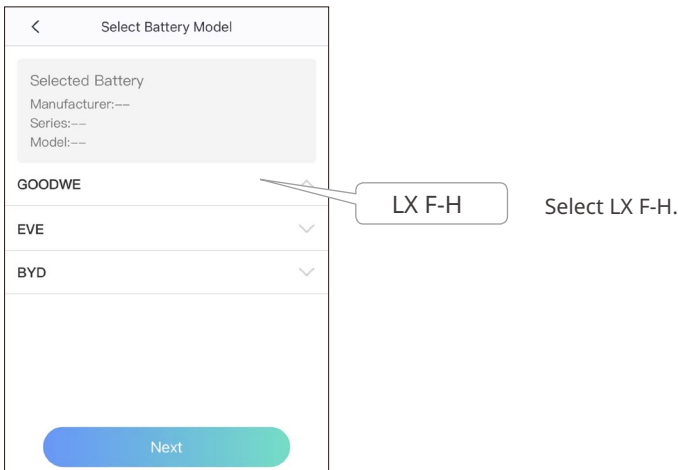 Select Battery Model
Selected Battery
Manufacturer:--
Series:--
Model:--
GOODWE
LX F-H
Select LX F-H.
EVE
BYD
Next